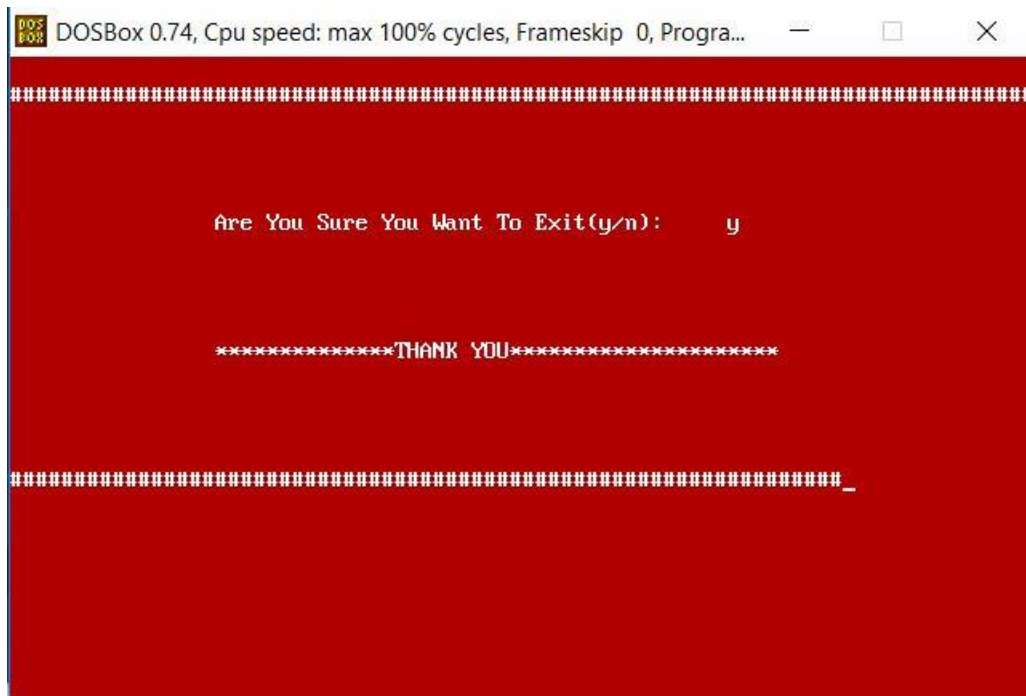 DOSBox 0.74, Cpu speed: max 100% cycles, Frameskip 0, Progra...
################################################################################
Are You Sure You Want To Exit(y/n):     y
**************THANK YOU*********************
#################################################################_